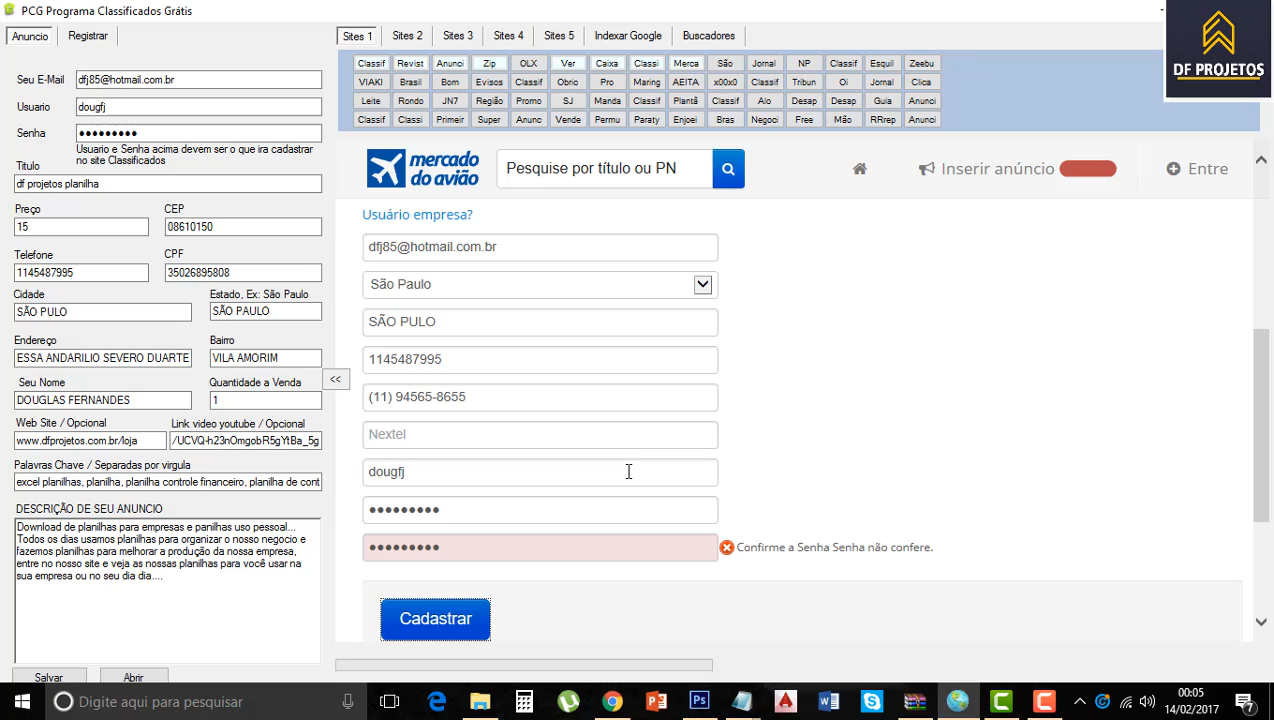 PCG Programa Classificados Grátis
DF PROJETOS
Anuncio Registrar
Sites 1 Sites 2 Sites 3 Sites 4 Sites 5 Indexar Google Buscadores
Classif Revist Anunci Zip OLX Ver Caixa Classi Merca São Jornal NP Classif Esquil Zeebu
VIAKI Brasil Bom Evisos Classif Obrio Pro Maring AEITA x00x0 Classif Tribun Oi Jornal Clica
Leite Rondo JN7 Região Promo SJ Manda Classif Plantã Classif Alo Desap Desap Guia Anunci
Classif Classi Primeir Super Anunc Vende Permu Paraty Enjoei Bras Negoci Free Mão RRrep Anunci
Seu E-Mail dfj85@hotmail.com.br
Usuario dougfj
Senha ●●●●●●●●●
Usuario e Senha acima devem ser o que ira cadastrar
no site Classificados
Titulo
df projetos planilha
Preço CEP
15 08610150
Telefone CPF
1145487995 35026895808
Cidade Estado, Ex: São Paulo
SÃO PULO SÃO PAULO
Endereço Bairro
ESSA ANDARILIO SEVERO DUARTE VILA AMORIM
Seu Nome Quantidade a Venda
DOUGLAS FERNANDES 1
Web Site / Opcional Link video youtube / Opcional
www.dfprojetos.com.br/loja /UCVQ-h23nOmgobR5gYtBa_5g
Palavras Chave / Separadas por virgula
excel planilhas, planilha, planilha controle financeiro, planilha de cont
DESCRIÇÃO DE SEU ANUNCIO
Download de planilhas para empresas e panilhas uso pessoal...
Todos os dias usamos planilhas para organizar o nosso negocio e
fazemos planilhas para melhorar a produção da nossa empresa,
entre no nosso site e veja as nossas planilhas para você usar na
sua empresa ou no seu dia dia....
Salvar Abrir
<<
mercado
do avião
Pesquise por título ou PN
Inserir anúncio
Entre
Usuário empresa?
dfj85@hotmail.com.br
São Paulo
SÃO PULO
1145487995
(11) 94565-8655
Nextel
dougfj
●●●●●●●●●
●●●●●●●●● Confirme a Senha Senha não confere.
Cadastrar
Digite aqui para pesquisar
00:05
14/02/2017
7